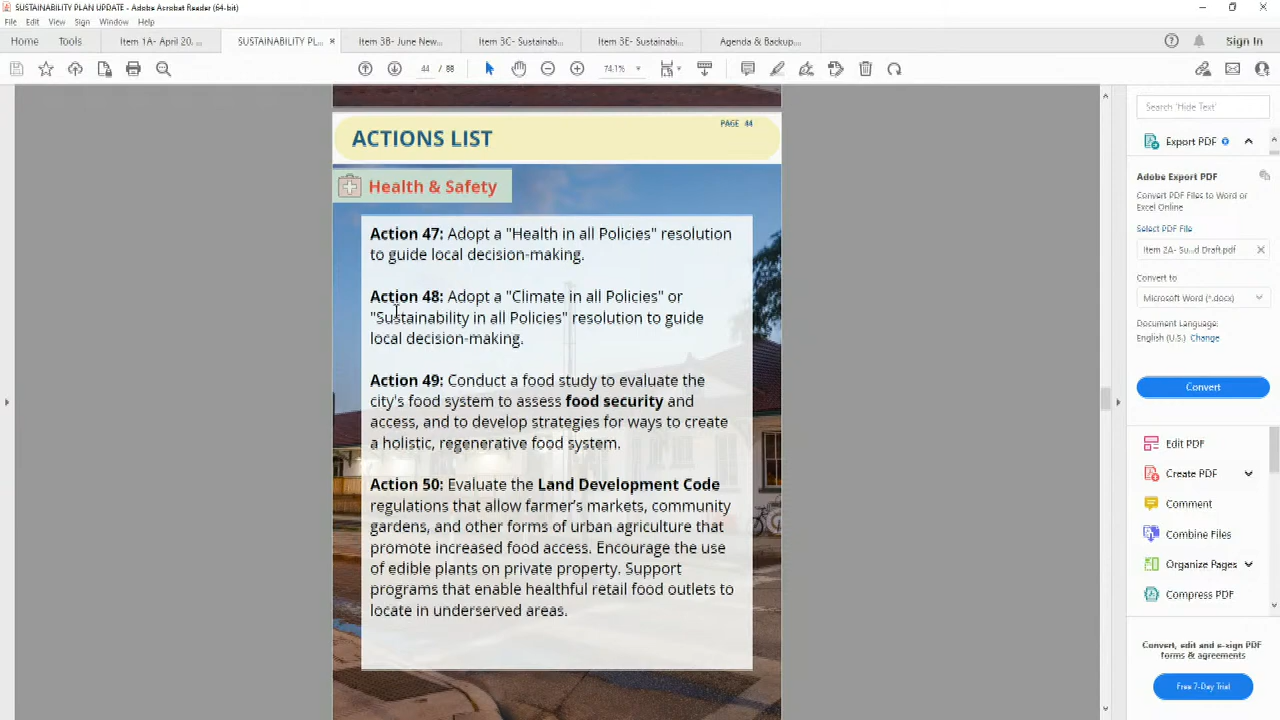 SUSTAINABILITY PLAN UPDATE - Adobe Acrobat Reader (64-bit)
File Edit View Sign Window Help
Home Tools Item 1A- April 20, ... SUSTAINABILITY PL... × Item 3B- June New... Item 3C- Sustainab... Item 3E- Sustainabi... Agenda & Backup... Sign In
44 / 88 74.1%
Search 'Hide Text'
PAGE 44
ACTIONS LIST
Health & Safety
Action 47: Adopt a "Health in all Policies" resolution
to guide local decision-making.
Action 48: Adopt a "Climate in all Policies" or
"Sustainability in all Policies" resolution to guide
local decision-making.
Action 49: Conduct a food study to evaluate the
city's food system to assess food security and
access, and to develop strategies for ways to create
a holistic, regenerative food system.
Action 50: Evaluate the Land Development Code
regulations that allow farmer's markets, community
gardens, and other forms of urban agriculture that
promote increased food access. Encourage the use
of edible plants on private property. Support
programs that enable healthful retail food outlets to
locate in underserved areas.
Export PDF
Adobe Export PDF
Convert PDF Files to Word or
Excel Online
Select PDF File
Item 2A- Su...d Draft.pdf
Convert to
Microsoft Word (*.docx)
Document Language:
English (U.S.) Change
Convert
Edit PDF
Create PDF
Comment
Combine Files
Organize Pages
Compress PDF
Convert, edit and e-sign PDF
forms & agreements
Free 7-Day Trial